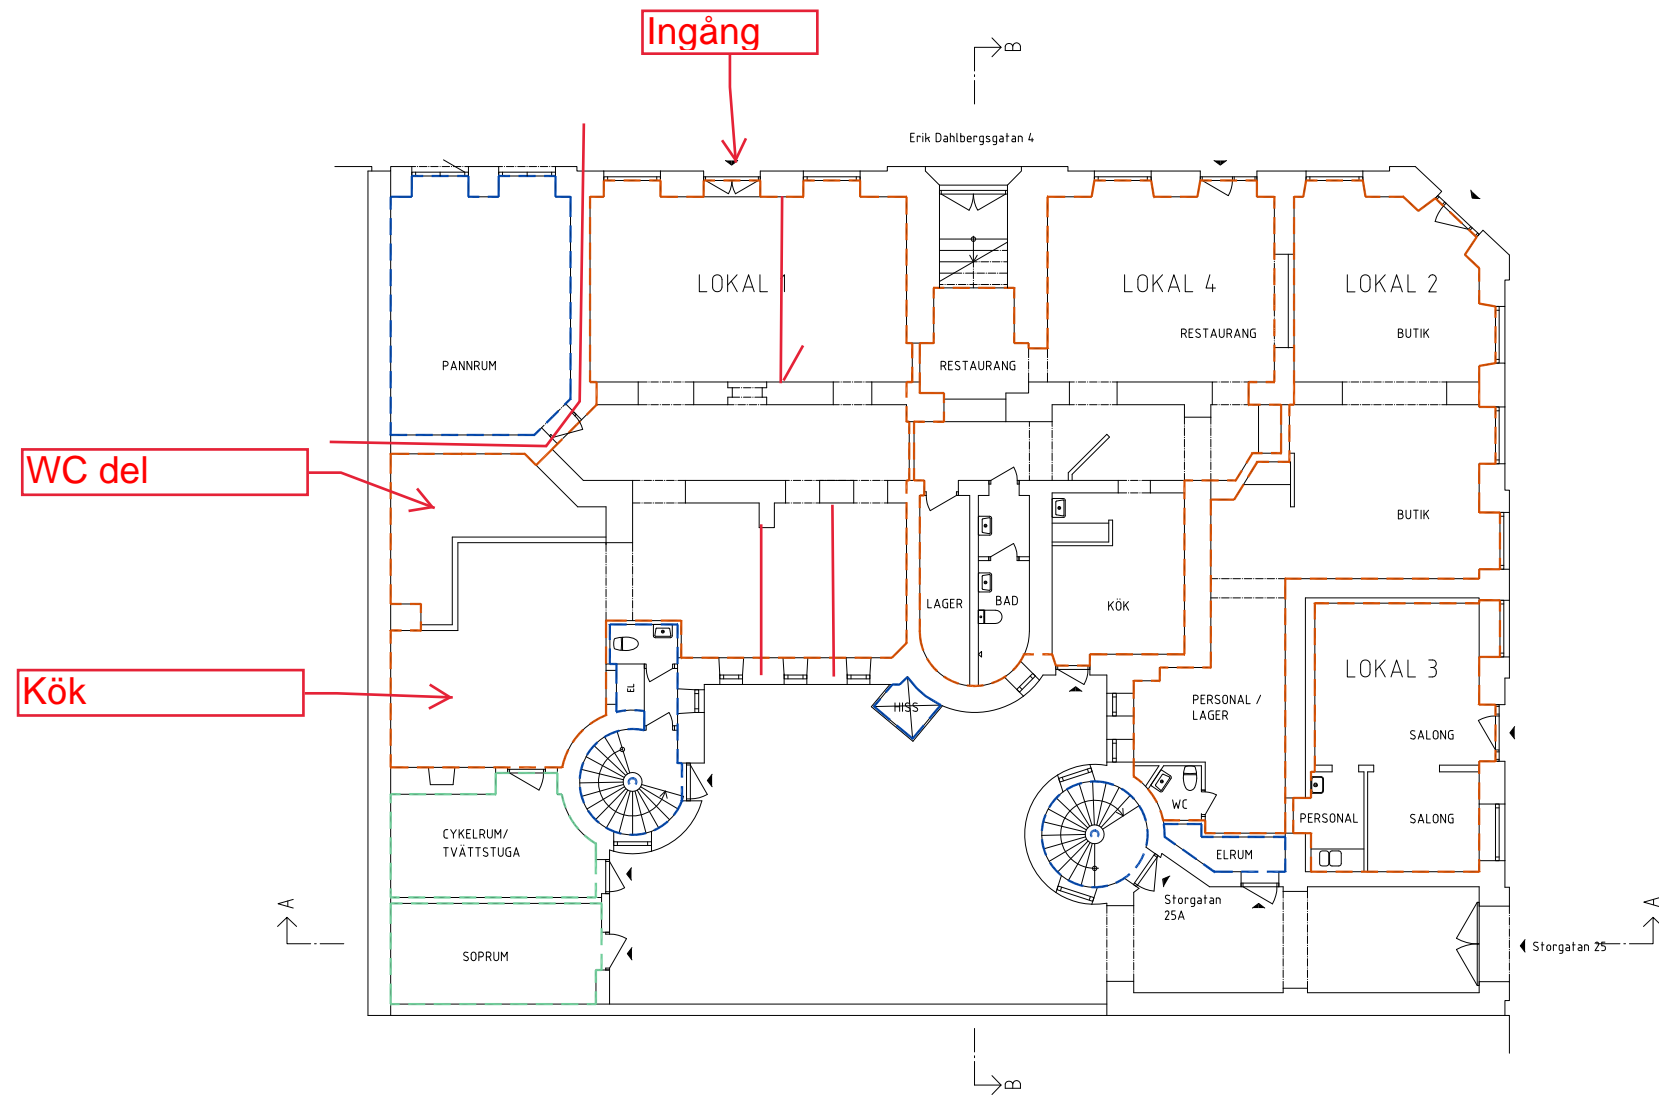 Ingång
B
Erik Dahlbergsgatan 4
LOKAL 1
LOKAL 4
LOKAL 2
RESTAURANG
BUTIK
PANNRUM
RESTAURANG
WC del
BUTIK
LAGER
BAD
KÖK
EL
LOKAL 3
Kök
HISS
PERSONAL /
LAGER
SALONG
WC
PERSONAL
SALONG
CYKELRUM/
TVÄTTSTUGA
ELRUM
Storgatan
25A
A
A
SOPRUM
Storgatan 25
B